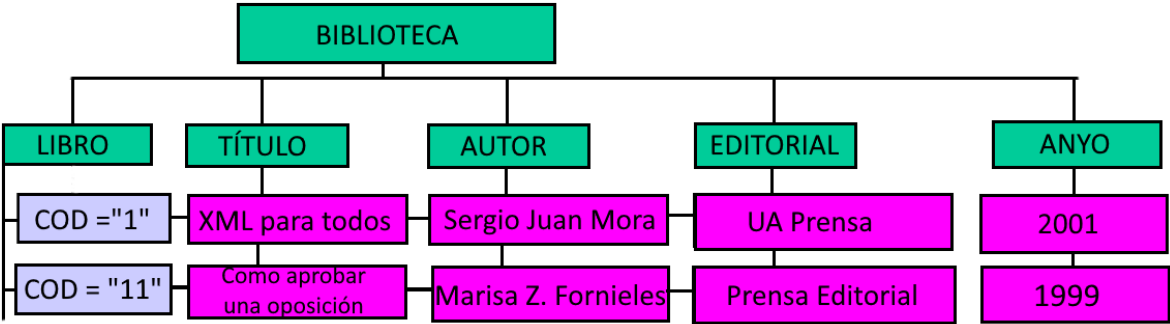 BIBLIOTECA
LIBRO
TÍTULO
AUTOR
EDITORIAL
ANYO
COD ="1"
XML para todos
Sergio Juan Mora
UA Prensa
2001
COD = "11"
Como aprobar
una oposición
Marisa Z. Fornieles
Prensa Editorial
1999